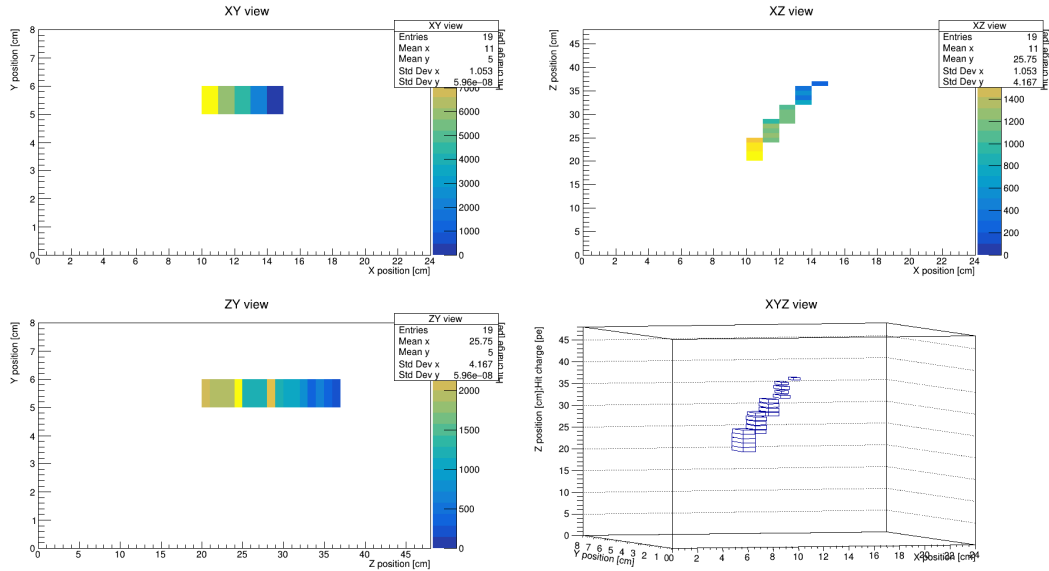 XY view
Y position [cm]
8
7
6
5
4
3
2
1
0
0 2 4 6 8 10 12 14 16 18 20 22 24
X position [cm]
XY view
Entries 19
Mean x 11
Mean y 5
Std Dev x 1.053
Std Dev y 5.96e-08
Hit charge [pe]
7000
6000
5000
4000
3000
2000
1000
0
XZ view
Z position [cm]
45
40
35
30
25
20
15
10
5
0
0 2 4 6 8 10 12 14 16 18 20 22 24
X position [cm]
XZ view
Entries 19
Mean x 11
Mean y 25.75
Std Dev x 1.053
Std Dev y 4.167
Hit charge [pe]
1400
1200
1000
800
600
400
200
0
ZY view
Y position [cm]
8
7
6
5
4
3
2
1
0
0 5 10 15 20 25 30 35 40 45
Z position [cm]
ZY view
Entries 19
Mean x 25.75
Mean y 5
Std Dev x 4.167
Std Dev y 5.96e-08
Hit charge [pe]
2000
1500
1000
500
0
XYZ view
Z position [cm];Hit charge [pe]
45
40
35
30
25
20
15
10
5
0
8 7 6 5 4 3 2 1 0
Y position [cm]
0 2 4 6 8 10 12 14 16 18 20 22 24
X position [cm]